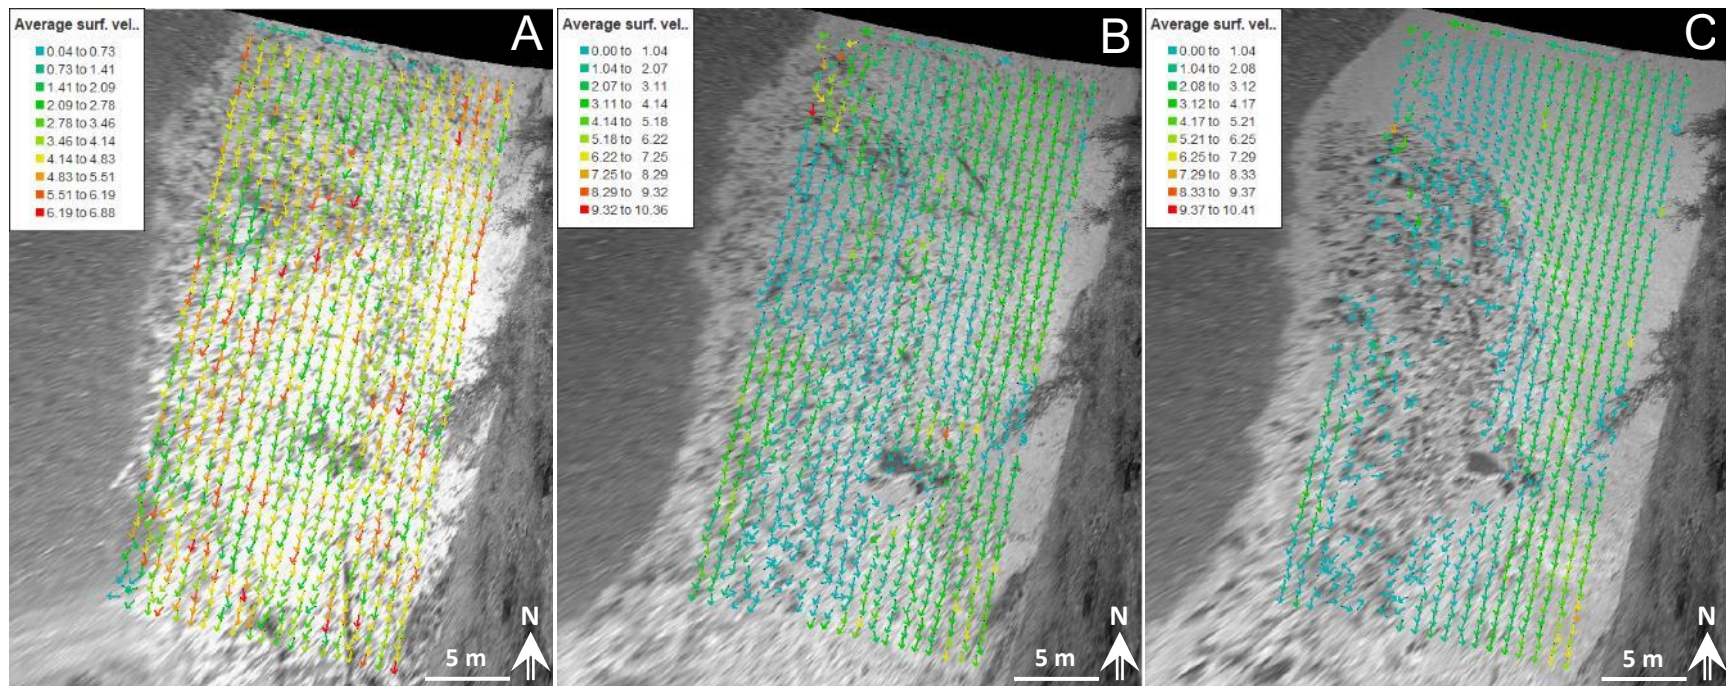 Average surf. vel..
0.04 to 0.73
0.73 to 1.41
1.41 to 2.09
2.09 to 2.78
2.78 to 3.46
3.46 to 4.14
4.14 to 4.83
4.83 to 5.51
5.51 to 6.19
6.19 to 6.88
A
N
5 m
Average surf. vel..
0.00 to 1.04
1.04 to 2.07
2.07 to 3.11
3.11 to 4.14
4.14 to 5.18
5.18 to 6.22
6.22 to 7.25
7.25 to 8.29
8.29 to 9.32
9.32 to 10.36
B
N
5 m
Average surf. vel..
0.00 to 1.04
1.04 to 2.08
2.08 to 3.12
3.12 to 4.17
4.17 to 5.21
5.21 to 6.25
6.25 to 7.29
7.29 to 8.33
8.33 to 9.37
9.37 to 10.41
C
N
5 m